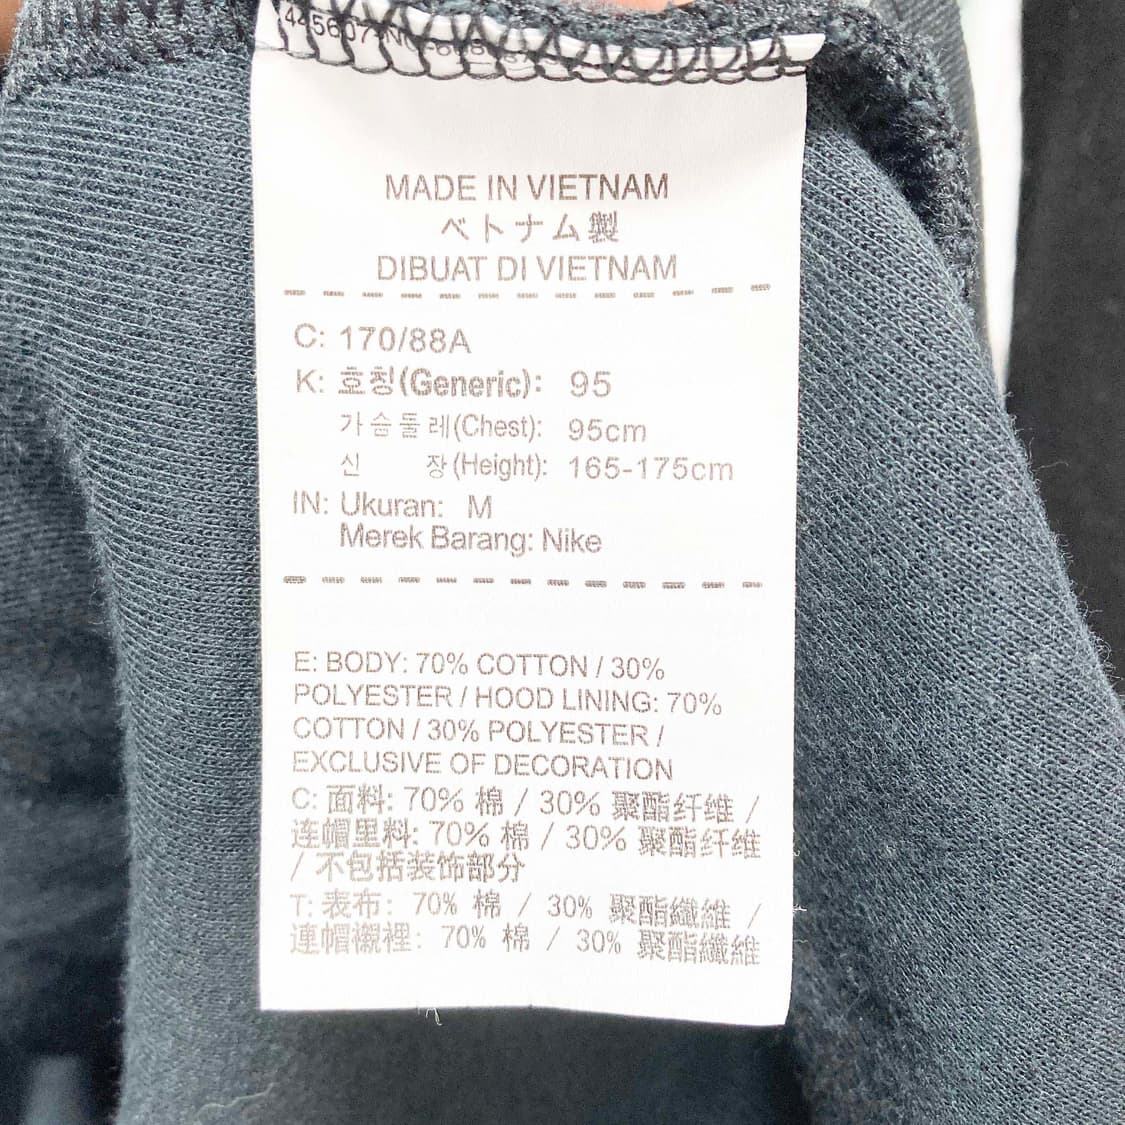 MADE IN VIETNAM
ベトナム製
DIBUAT DI VIETNAM
C: 170/88A
K: 호칭(Generic): 95
가슴둘레(Chest): 95cm
신 장(Height): 165-175cm
IN: Ukuran: M
Merek Barang: Nike
E: BODY: 70% COTTON / 30%
POLYESTER / HOOD LINING: 70%
COTTON / 30% POLYESTER /
EXCLUSIVE OF DECORATION
C: 面料: 70% 棉 / 30% 聚酯纤维 /
连帽里料: 70% 棉 / 30% 聚酯纤维
/ 不包括装饰部分
T: 表布: 70% 棉 / 30% 聚酯纖維 /
連帽襯裡: 70% 棉 / 30% 聚酯纖維